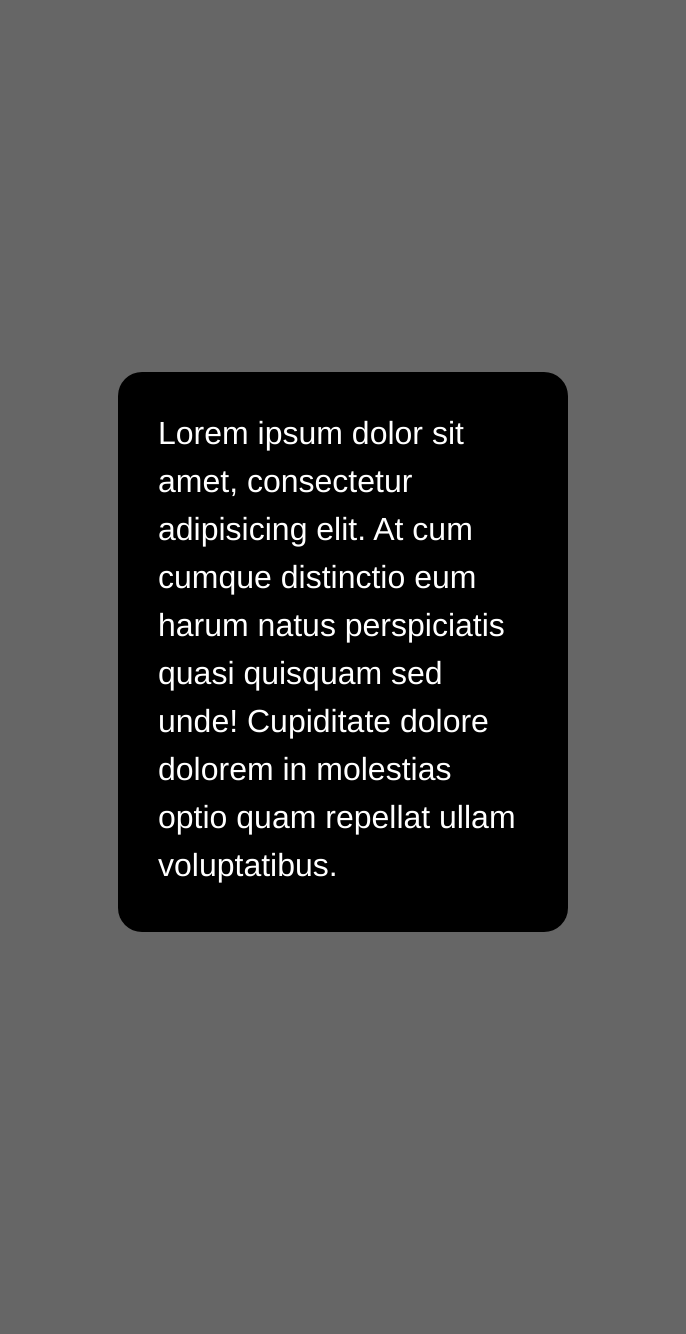 Lorem ipsum dolor sit
amet, consectetur
adipisicing elit. At cum
cumque distinctio eum
harum natus perspiciatis
quasi quisquam sed
unde! Cupiditate dolore
dolorem in molestias
optio quam repellat ullam
voluptatibus.